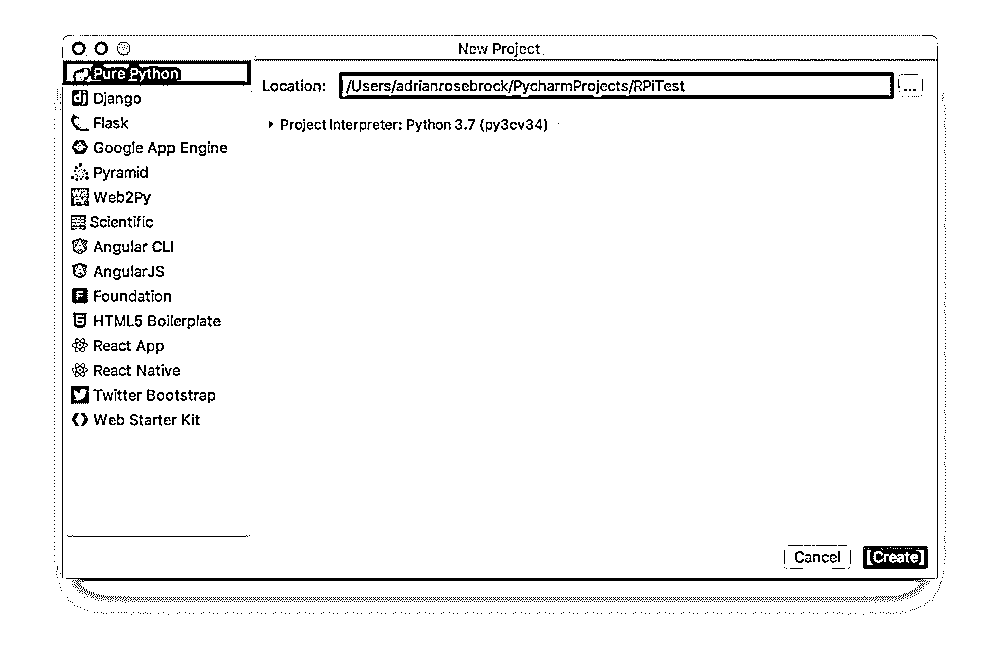 New Project
Pure Python
Location: /Users/adrianrosebrock/PycharmProjects/RPiTest ...
dj Django
Flask
Project Interpreter: Python 3.7 (py3cv34)
Google App Engine
Pyramid
Web2Py
Scientific
Angular CLI
AngularJS
F Foundation
5 HTML5 Boilerplate
React App
React Native
Twitter Bootstrap
Web Starter Kit
Cancel Create